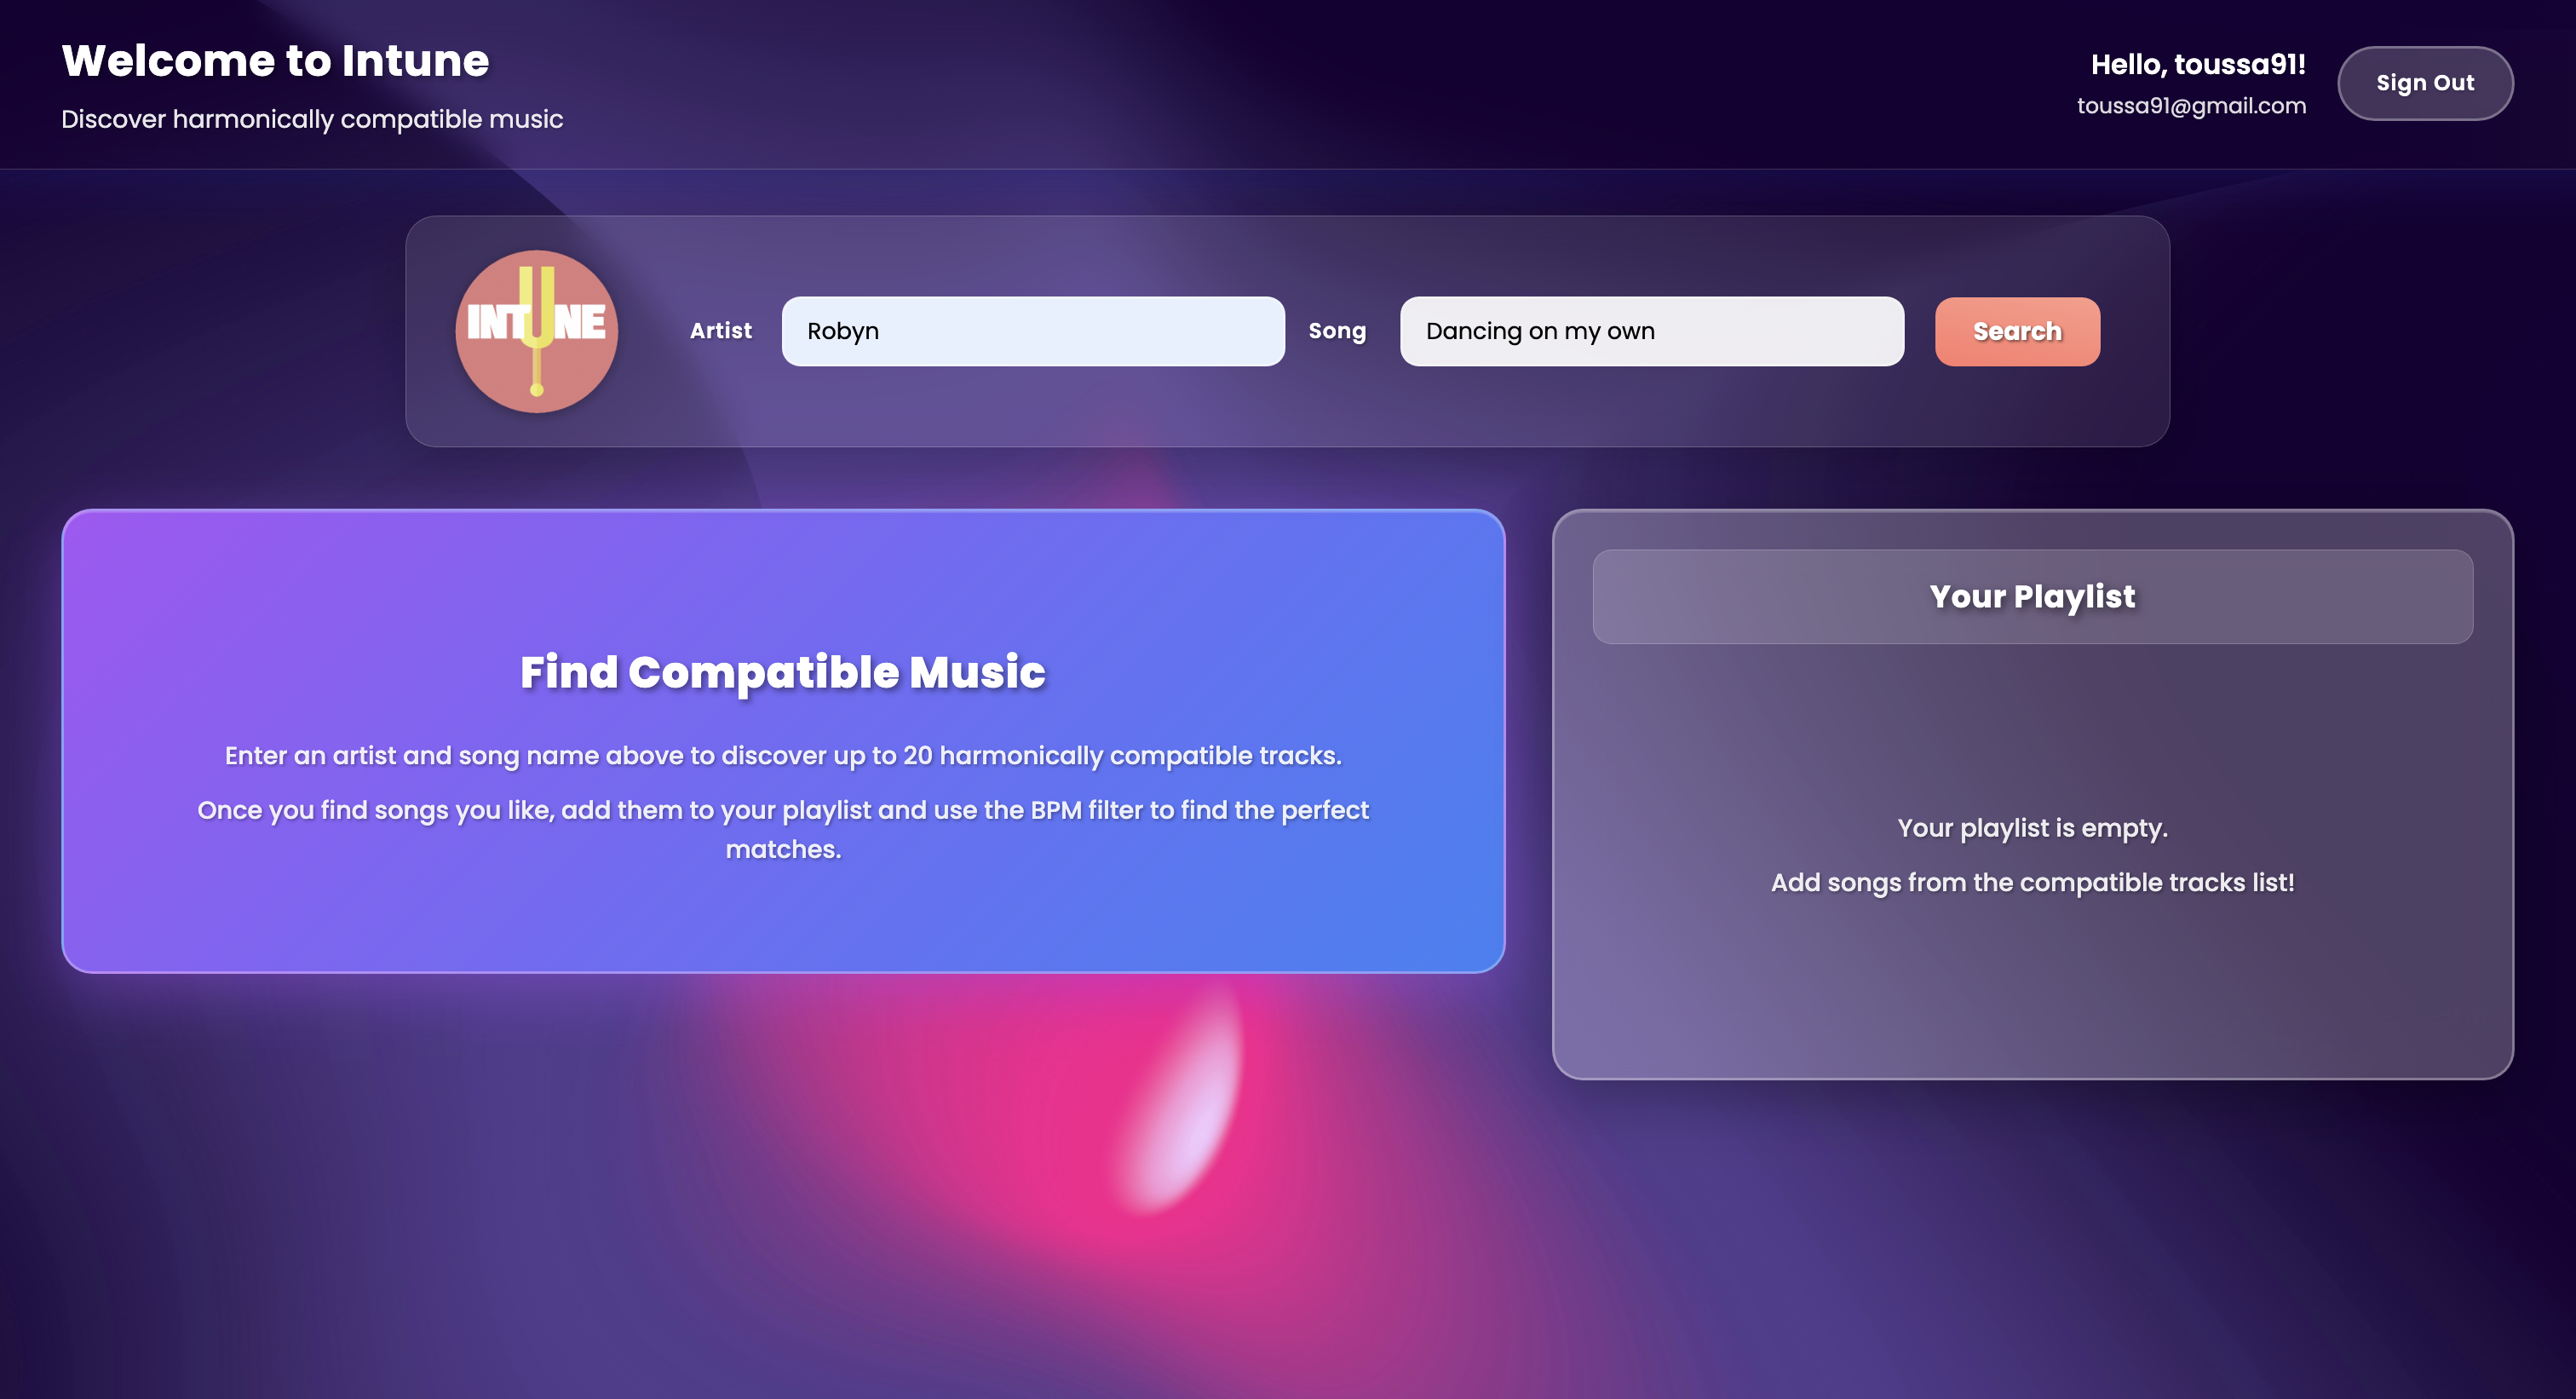 Welcome to Intune
Discover harmonically compatible music
Hello, toussa91!
toussa91@gmail.com
Sign Out
INTUNE
Artist
Robyn
Song
Dancing on my own
Search
Find Compatible Music
Enter an artist and song name above to discover up to 20 harmonically compatible tracks.
Once you find songs you like, add them to your playlist and use the BPM filter to find the perfect
matches.
Your Playlist
Your playlist is empty.
Add songs from the compatible tracks list!